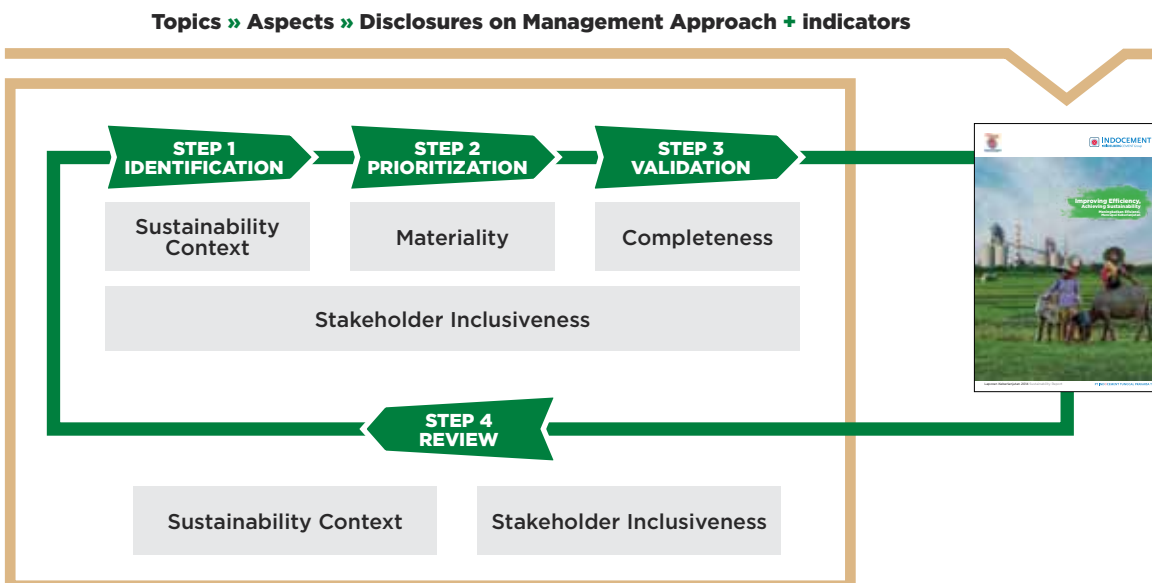 Topics » Aspects » Disclosures on Management Approach + indicators
STEP 1
IDENTIFICATION
STEP 2
PRIORITIZATION
STEP 3
VALIDATION
Sustainability
Context
Materiality
Completeness
Stakeholder Inclusiveness
STEP 4
REVIEW
Sustainability Context
Stakeholder Inclusiveness
INDOCEMENT
Improving Efficiency,
Achieving Sustainability